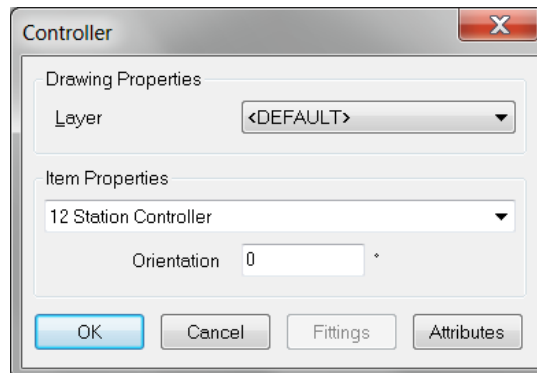 Controller
Drawing Properties
Layer <DEFAULT>
Item Properties
12 Station Controller
Orientation 0 °
OK Cancel Fittings Attributes